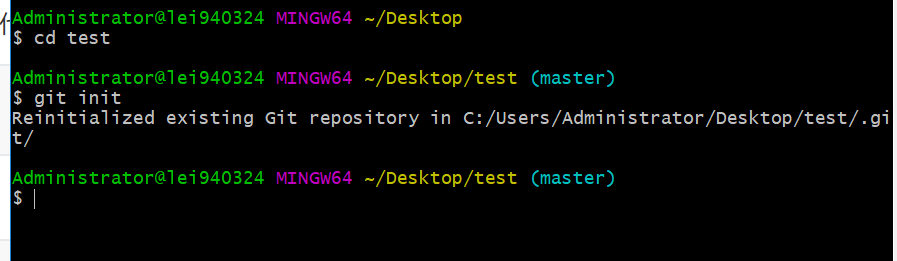 Administrator@lei940324 MINGW64 ~/Desktop
$ cd test
Administrator@lei940324 MINGW64 ~/Desktop/test (master)
$ git init
Reinitialized existing Git repository in C:/Users/Administrator/Desktop/test/.gi
t/
Administrator@lei940324 MINGW64 ~/Desktop/test (master)
$